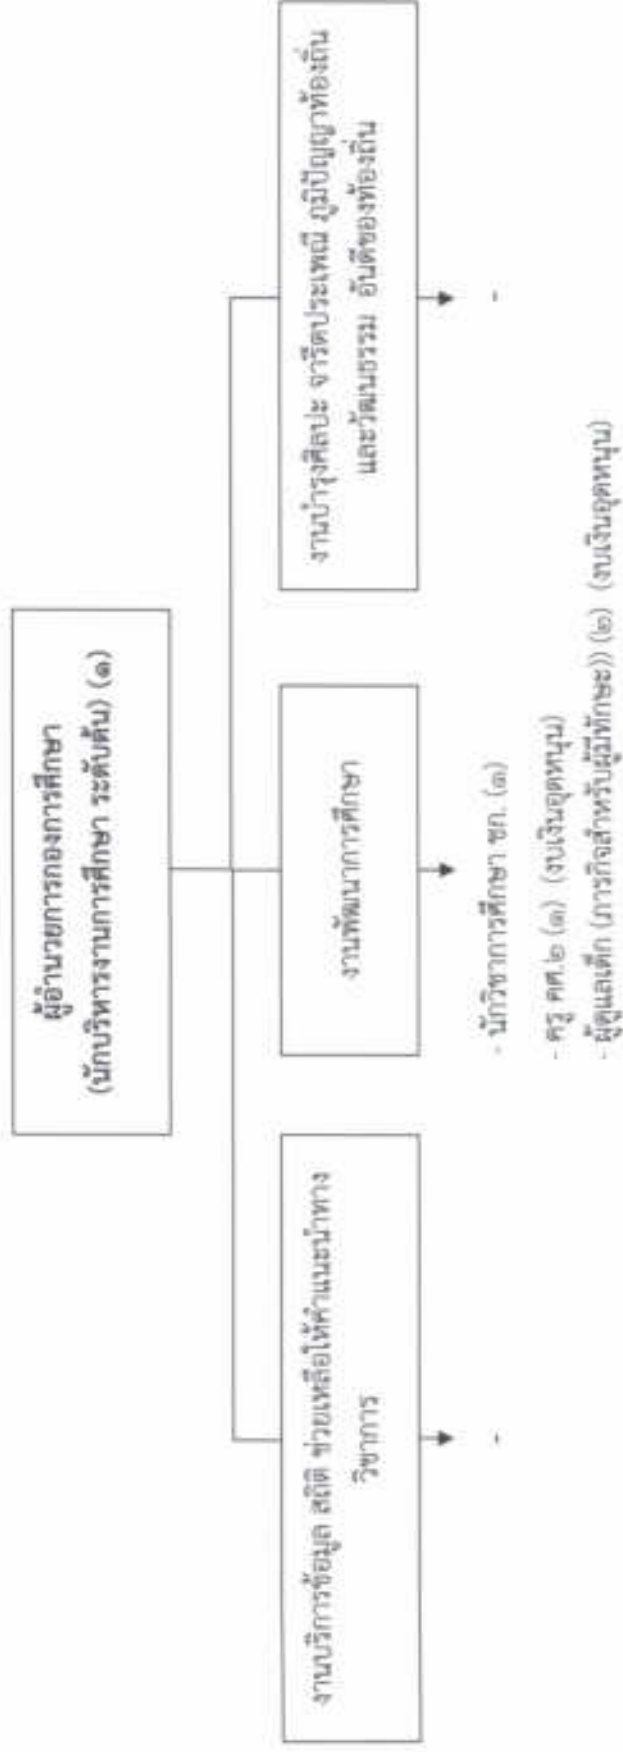 ผู้อำนวยการกองการศึกษา
(นักบริหารงานการศึกษา ระดับต้น) (๑)
งานบริการข้อมูล สถิติ ช่วยเหลือให้คำแนะนำทาง
วิชาการ
-
งานพัฒนาการศึกษา
- นักวิชาการศึกษา ชก. (๑)
- ครู คศ.๒ (๑) (งบเงินอุดหนุน)
- ผู้ดูแลเด็ก (ภารกิจสำหรับผู้มีทักษะ)) (๒) (งบเงินอุดหนุน)
งานบำรุงศิลปะ จารีตประเพณี ภูมิปัญญาท้องถิ่น
และวัฒนธรรม อันดีของท้องถิ่น
-